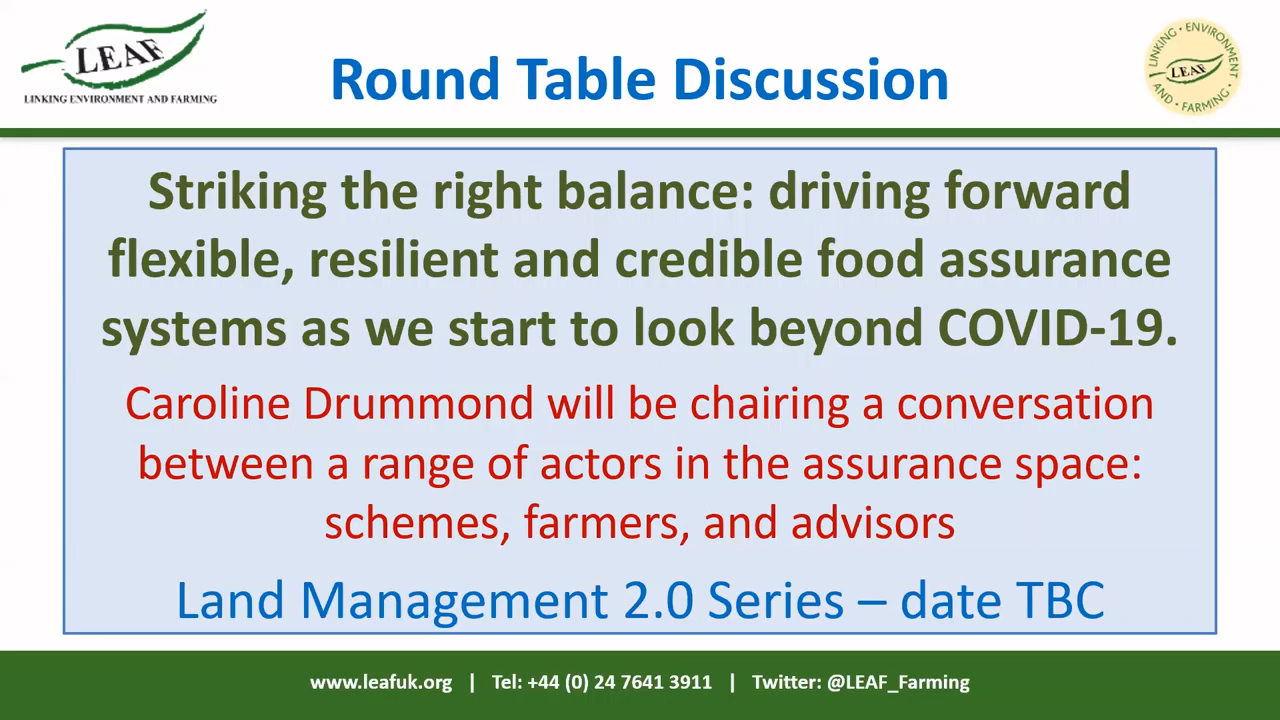 LEAF
LINKING ENVIRONMENT AND FARMING
Round Table Discussion
LINKING · ENVIRONMENT · AND · FARMING ·
LEAF
Striking the right balance: driving forward
flexible, resilient and credible food assurance
systems as we start to look beyond COVID-19.
Caroline Drummond will be chairing a conversation
between a range of actors in the assurance space:
schemes, farmers, and advisors
Land Management 2.0 Series – date TBC
www.leafuk.org | Tel: +44 (0) 24 7641 3911 | Twitter: @LEAF_Farming